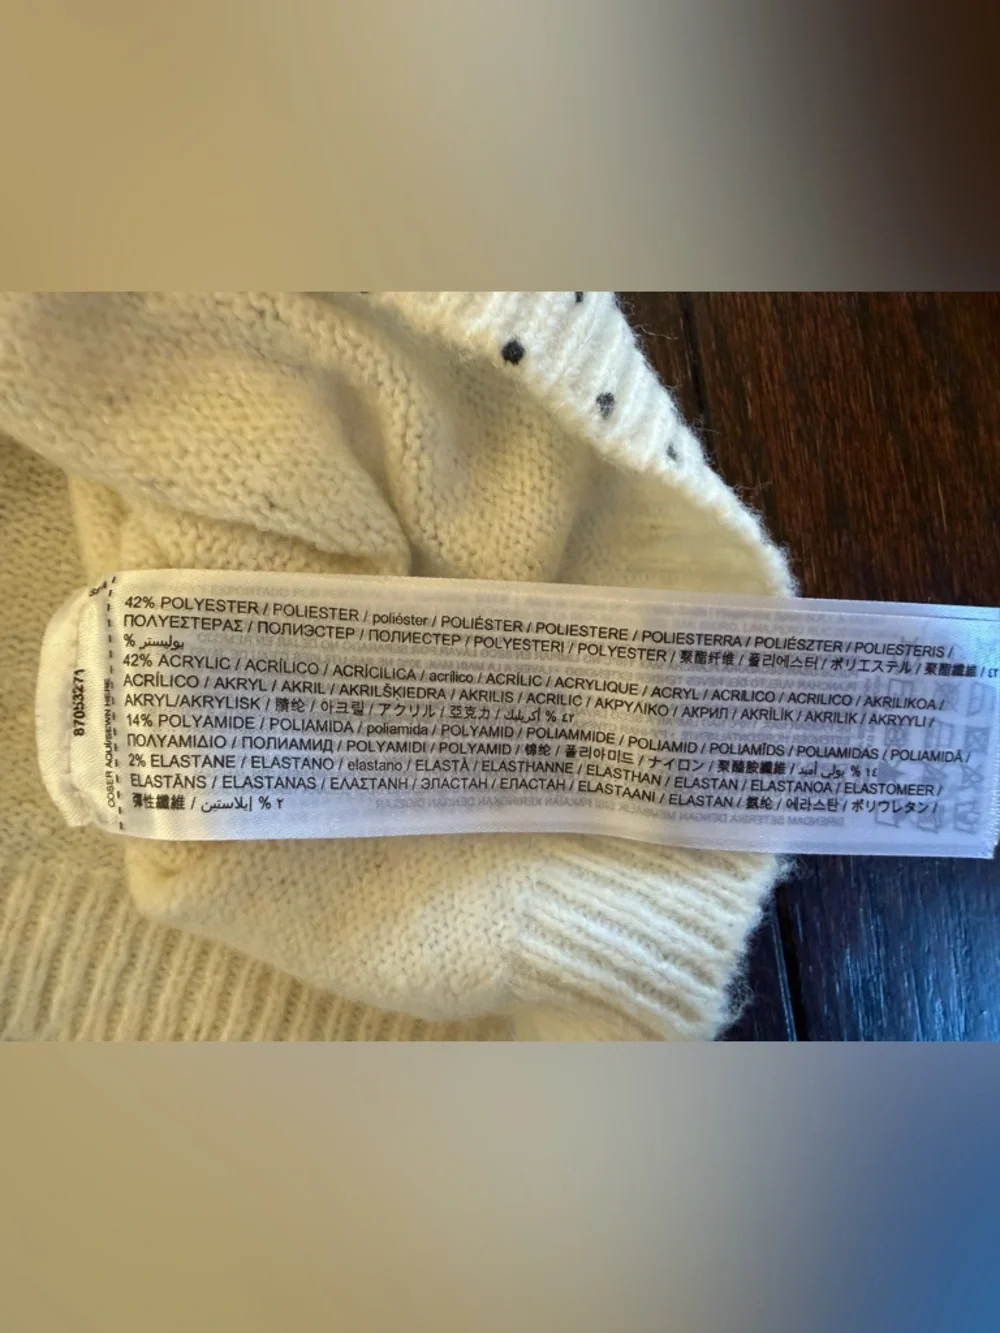 42% POLYESTER / POLIESTER / poliéster / POLIÉSTER / POLIESTERE / POLIESTERRA / POLIÉSZTER / POLIESTERIS /
ΠΟΛΥΕΣΤΕΡΑΣ / ПОЛИЭСТЕР / ПОЛИЕСТЕР / POLYESTERI / POLYESTER / 聚酯纤维 / 폴리에스터 / ポリエステル / 聚酯纖維 / ٤٢
% بوليستر
42% ACRYLIC / ACRÍLICO / ACRÍCILICA / acrílico / ACRÍLIC / ACRYLIQUE / ACRYL / ACRILICO / ACRILICO / AKRILIKOA /
ACRÍLICO / AKRYL / AKRIL / AKRILŠKIEDRA / AKRILIS / ACRILIC / ΑΚΡΥΛΙΚΟ / АКРИЛ / AKRİLİK / AKRILIK / AKRYYLI /
AKRYL/AKRYLISK / 腈纶 / 아크릴 / アクリル / 亞克力 / ٤٢ % أكريليك
14% POLYAMIDE / POLIAMIDA / poliamida / POLYAMID / POLIAMMIDE / POLIAMID / POLIAMĪDS / POLIAMIDAS / POLIAMIDĂ /
ΠΟΛΥΑΜΙΔΙΟ / ПОЛИАМИД / POLYAMIDI / POLYAMID / 锦纶 / 폴리아미드 / ナイロン / 聚醯胺纖維 / ١٤ % بولي أميد
2% ELASTANE / ELASTANO / elastano / ELASTÀ / ELASTHANNE / ELASTHAN / ELASTAN / ELASTANOA / ELASTOMEER /
ELASTĀNS / ELASTANAS / ΕΛΑΣΤΑΝΗ / ЭЛАСТАН / ЕЛАСТАН / ELASTAANI / ELASTAN / 氨纶 / 에라스탄 / ポリウレタン /
彈性纖維 / ٢ % إيلاستين
87053271
COSER AQUÍ/SEWN HERE